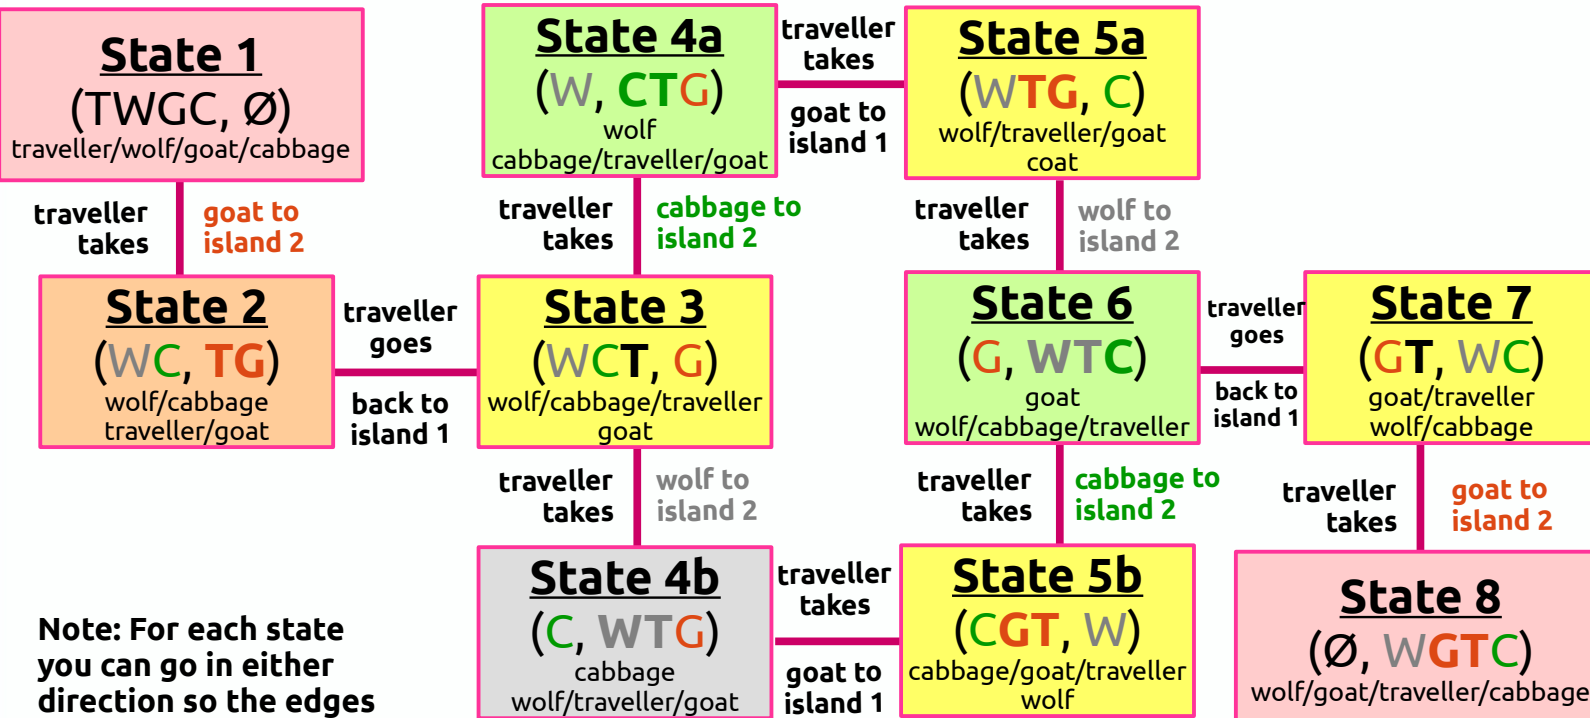 State 1
(TWGC, Ø)
traveller/wolf/goat/cabbage
traveller
takes
goat to
island 2
State 2
(WC, TG)
wolf/cabbage
traveller/goat
traveller
goes
back to
island 1
State 3
(WCT, G)
wolf/cabbage/traveller
goat
traveller
takes
cabbage to
island 2
State 4a
(W, CTG)
wolf
cabbage/traveller/goat
traveller
takes
goat to
island 1
State 5a
(WTG, C)
wolf/traveller/goat
coat
traveller
takes
wolf to
island 2
traveller
takes
wolf to
island 2
State 4b
(C, WTG)
cabbage
wolf/traveller/goat
traveller
takes
goat to
island 1
State 5b
(CGT, W)
cabbage/goat/traveller
wolf
traveller
takes
cabbage to
island 2
State 6
(G, WTC)
goat
wolf/cabbage/traveller
traveller
goes
back to
island 1
State 7
(GT, WC)
goat/traveller
wolf/cabbage
traveller
takes
goat to
island 2
State 8
(Ø, WGTC)
wolf/goat/traveller/cabbage
Note: For each state
you can go in either
direction so the edges